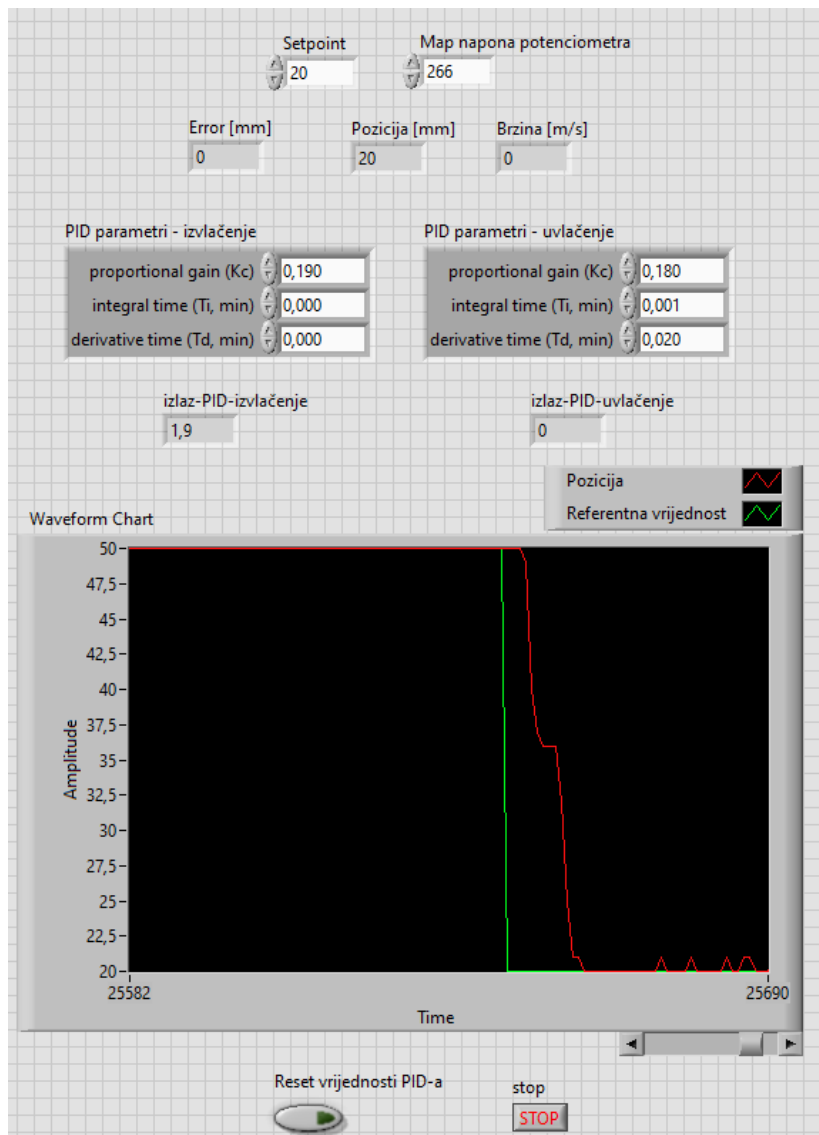 Setpoint Map napona potenciometra
20 266
Error [mm] Pozicija [mm] Brzina [m/s]
0 20 0
PID parametri - izvlačenje PID parametri - uvlačenje
proportional gain (Kc) 0,190 proportional gain (Kc) 0,180
integral time (Ti, min) 0,000 integral time (Ti, min) 0,001
derivative time (Td, min) 0,000 derivative time (Td, min) 0,020
izlaz-PID-izvlačenje izlaz-PID-uvlačenje
1,9 0
Pozicija
Referentna vrijednost
Waveform Chart
50
47,5
45
42,5
40
37,5
35
32,5
30
27,5
25
22,5
20
Amplitude
25582 25690
Time
Reset vrijednosti PID-a stop
STOP